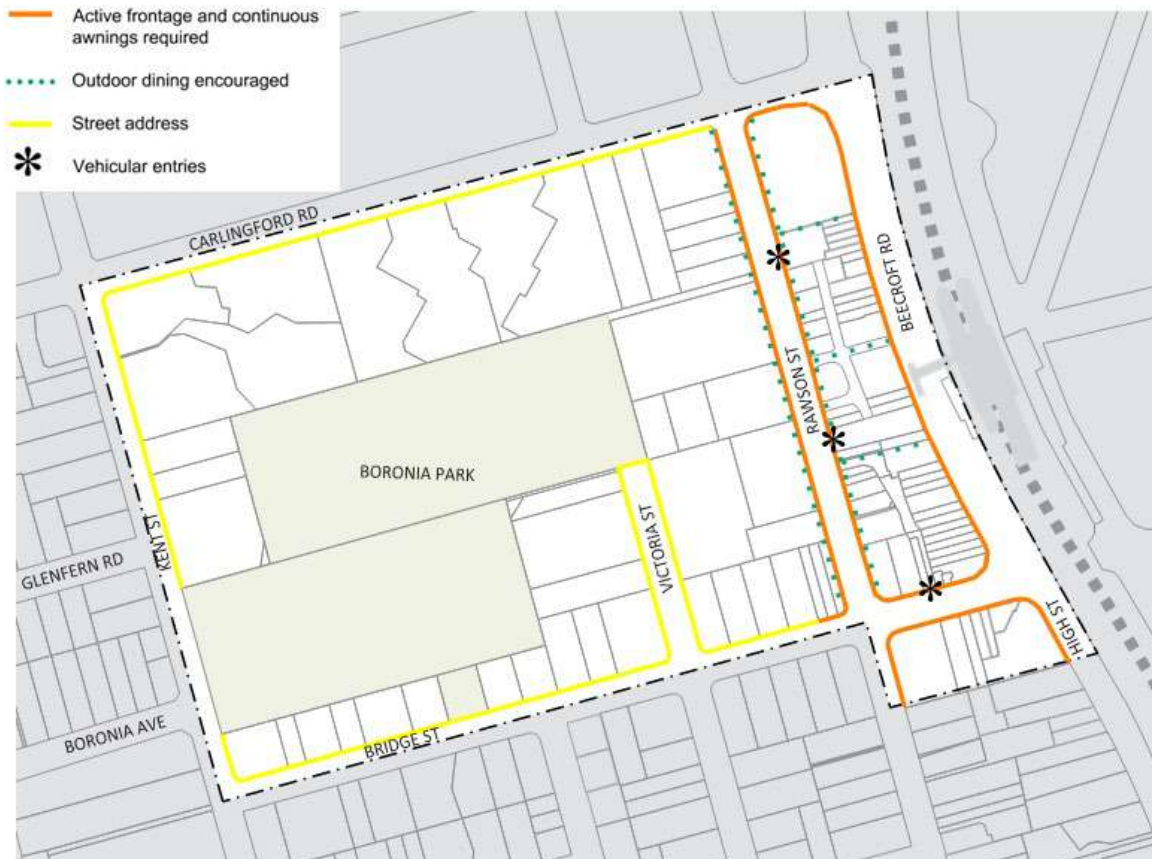 Active frontage and continuous
awnings required
Outdoor dining encouraged
Street address
Vehicular entries
CARLINGFORD RD
BEECROFT RD
RAWSON ST
BORONIA PARK
VICTORIA ST
KENT ST
GLENFERN RD
HIGH ST
BORONIA AVE
BRIDGE ST